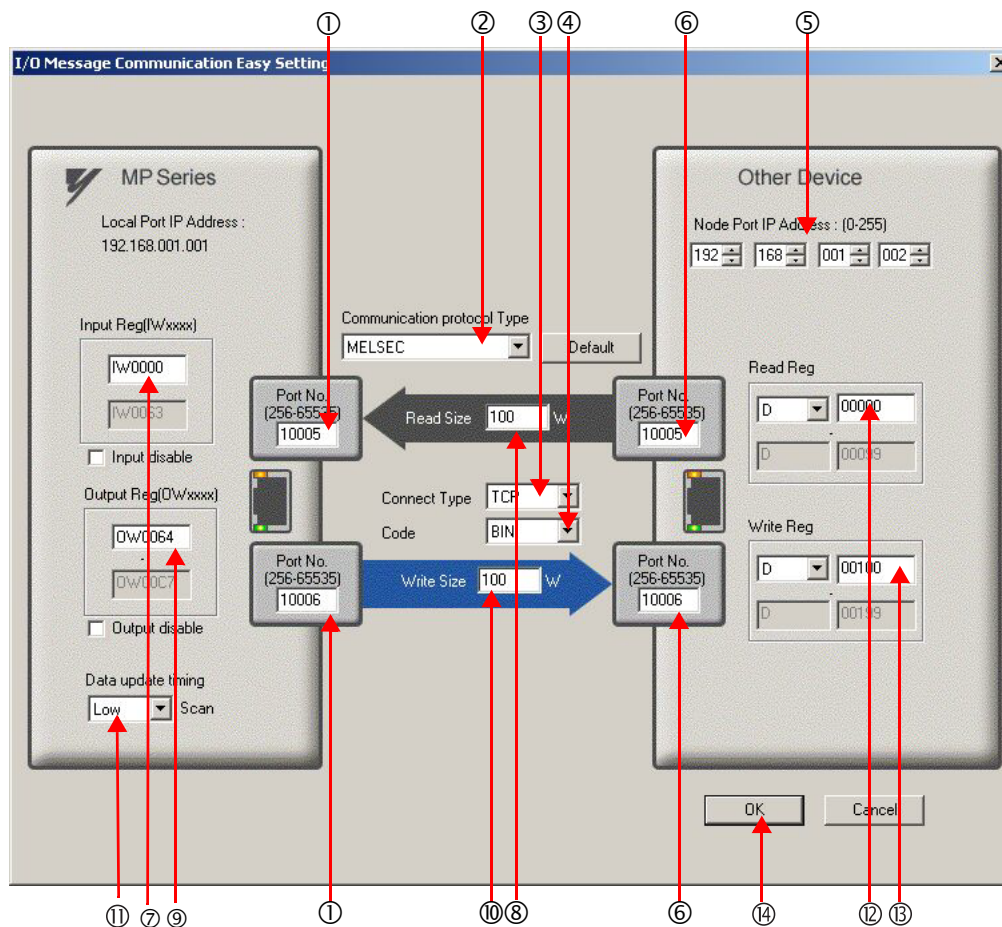 ① ② ③ ④ ⑥ ⑤
I/O Message Communication Easy Setting
MP Series
Local Port IP Address :
192.168.001.001
Other Device
Node Port IP Address : (0-255)
192 168 001 002
Communication protocol Type
MELSEC Default
Input Reg(IWxxxx)
IW0000
IW0063
Input disable
Port No.
(256-65535)
10005
Read Size 100 W
Port No.
(256-65535)
10005
Read Reg
D 00000
-
D 00099
Connect Type TCP
Code BIN
Output Reg(OWxxxx)
OW0064
-
OW00C7
Output disable
Port No.
(256-65535)
10006
Write Size 100 W
Port No.
(256-65535)
10006
Write Reg
D 00100
-
D 00199
Data update timing
Low Scan
OK Cancel
⑪ ⑦ ⑨ ① ⑩ ⑧ ⑥ ⑭ ⑫ ⑬